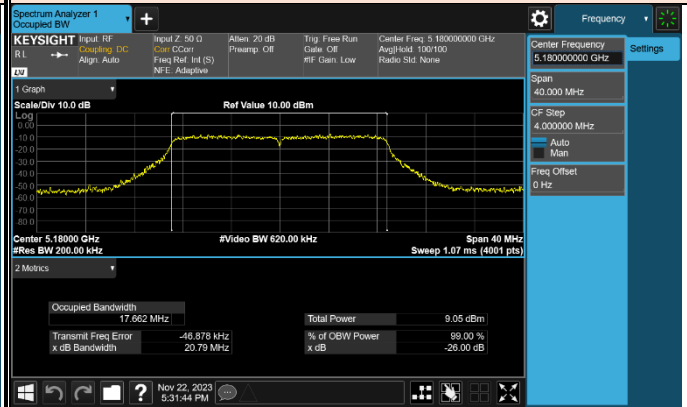 Spectrum Analyzer 1
Occupied BW
Frequency
KEYSIGHT
RL
LXI
Input: RF
Coupling: DC
Align: Auto
Input Z: 50 Ω
Corr CCorr
Freq Ref: Int (S)
NFE: Adaptive
Atten: 20 dB
Preamp: Off
Trig: Free Run
Gate: Off
#IF Gain: Low
Center Freq: 5.180000000 GHz
Avg|Hold: 100/100
Radio Std: None
Center Frequency
5.180000000 GHz
Settings
Span
40.000 MHz
CF Step
4.000000 MHz
Auto
Man
Freq Offset
0 Hz
1 Graph
Scale/Div 10.0 dB
Ref Value 10.00 dBm
Log
0.00
-10.0
-20.0
-30.0
-40.0
-50.0
-60.0
-70.0
-80.0
Center 5.18000 GHz
#Video BW 620.00 kHz
Span 40 MHz
#Res BW 200.00 kHz
Sweep 1.07 ms (4001 pts)
2 Metrics
Occupied Bandwidth
17.662 MHz
Total Power 9.05 dBm
Transmit Freq Error -46.878 kHz
% of OBW Power 99.00 %
x dB Bandwidth 20.79 MHz
x dB -26.00 dB
?
Nov 22, 2023
5:31:44 PM